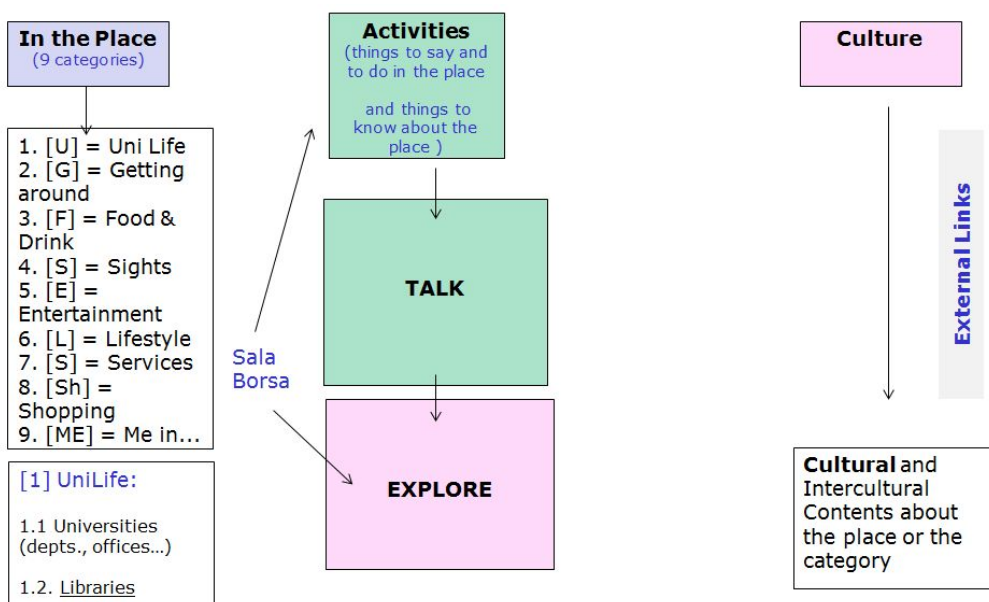 In the Place
(9 categories)
1. [U] = Uni Life
2. [G] = Getting
around
3. [F] = Food &
Drink
4. [S] = Sights
5. [E] =
Entertainment
6. [L] = Lifestyle
7. [S] = Services
8. [Sh] =
Shopping
9. [ME] = Me in...
[1] UniLife:
1.1 Universities
(depts., offices…)
1.2. Libraries
Sala
Borsa
Activities
(things to say and
to do in the place
and things to
know about the
place )
TALK
EXPLORE
Culture
External Links
Cultural and
Intercultural
Contents about
the place or the
category